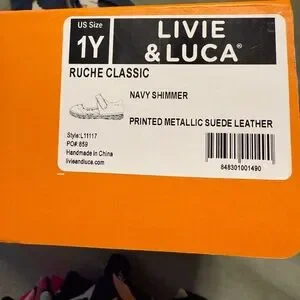 US Size
1Y
LIVIE
& LUCA®
RUCHE CLASSIC
NAVY SHIMMER
PRINTED METALLIC SUEDE LEATHER
Style:L11117
PO# 859
Handmade In China
livieandluca.com
848301001490